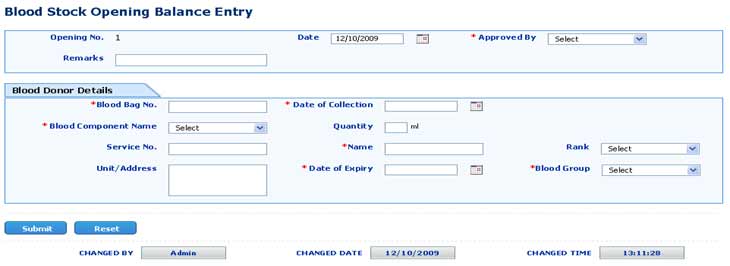 Blood Stock Opening Balance Entry
Opening No. 1 Date 12/10/2009 * Approved By Select
Remarks
Blood Donor Details
*Blood Bag No. * Date of Collection
* Blood Component Name Select Quantity ml
Service No. *Name Rank Select
Unit/Address * Date of Expiry *Blood Group Select
Submit Reset
CHANGED BY Admin CHANGED DATE 12/10/2009 CHANGED TIME 13:11:28